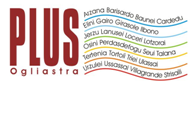 PLUS
Ogliastra
Arzana Barisardo Baunei Cardedu
Elini Gairo Girasole Ilbono
Jerzu Lanusei Loceri Lotzorai
Osini Perdasdefogu Seui Talana
Tertenia Tortolì Triei Ulassai
Urzulei Ussassai Villagrande Strisaili